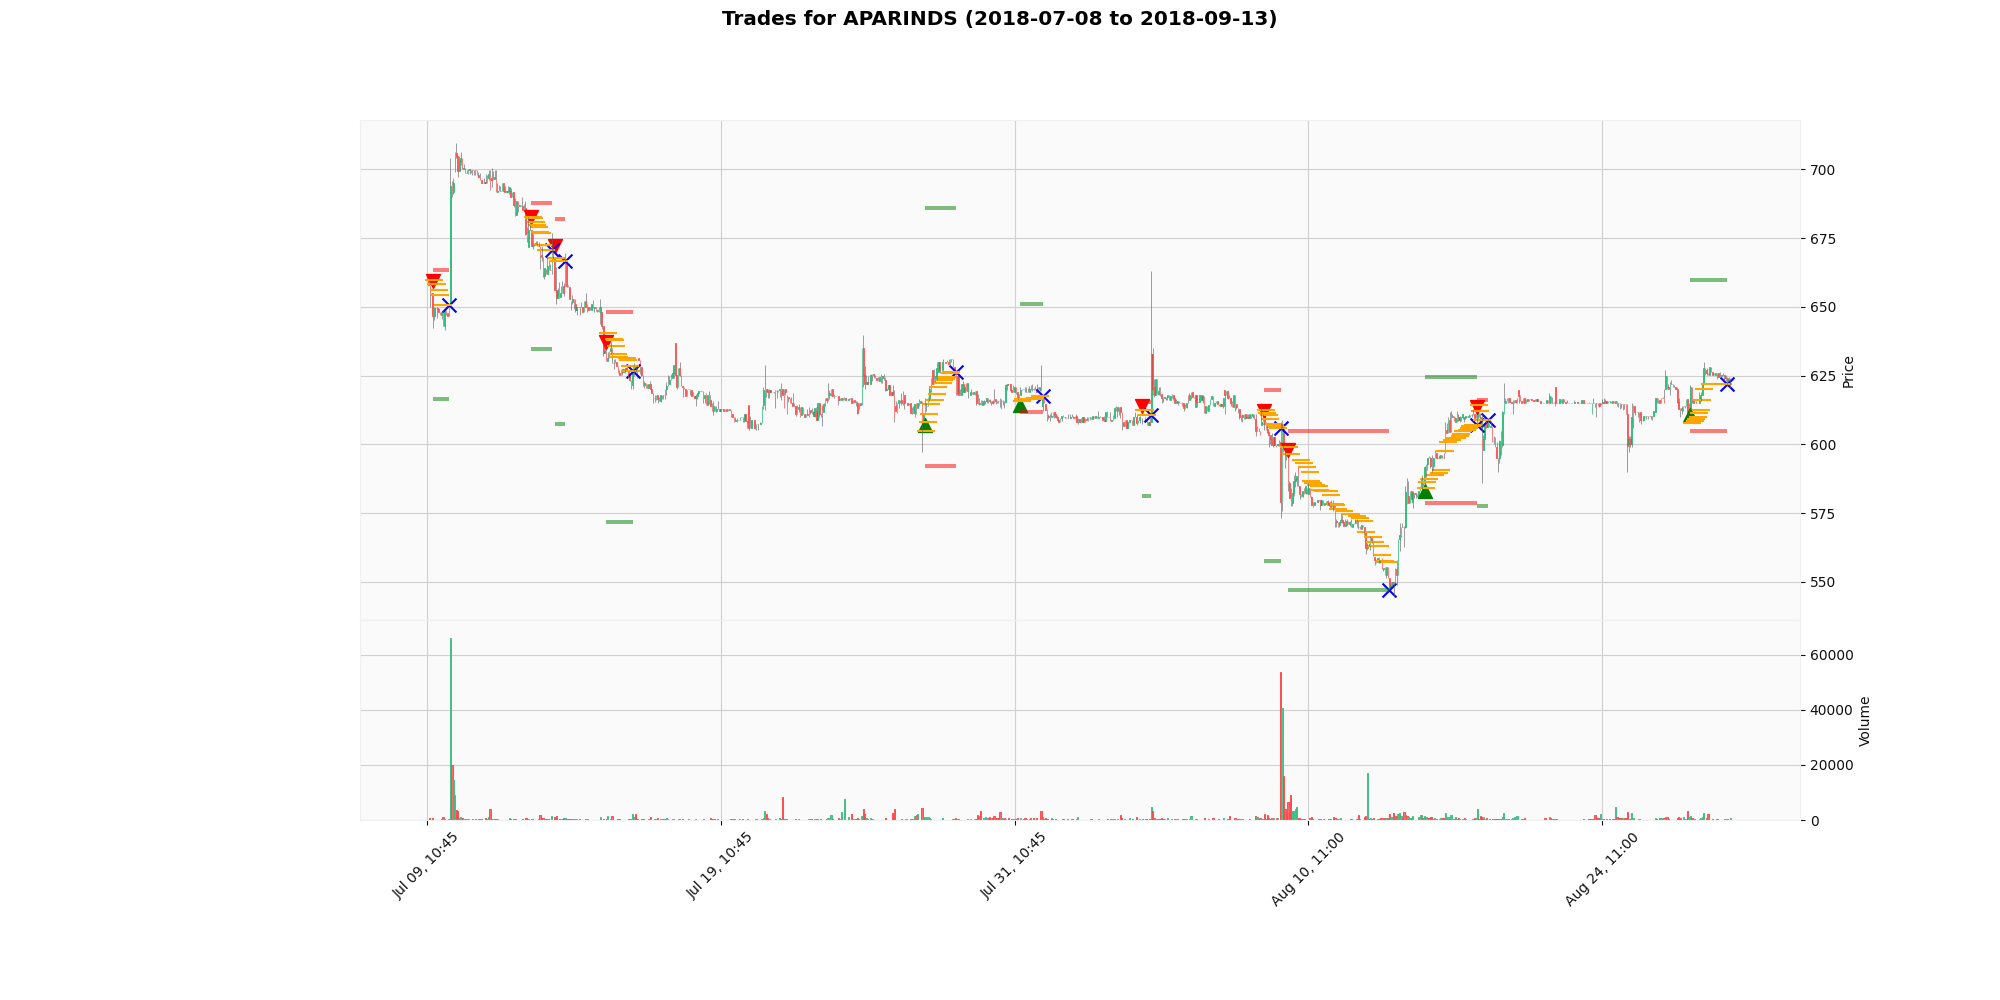 Trades for APARINDS (2018-07-08 to 2018-09-13)
700
675
650
625
600
575
550
Price
60000
40000
20000
0
Volume
Jul 09, 10:45
Jul 19, 10:45
Jul 31, 10:45
Aug 10, 11:00
Aug 24, 11:00